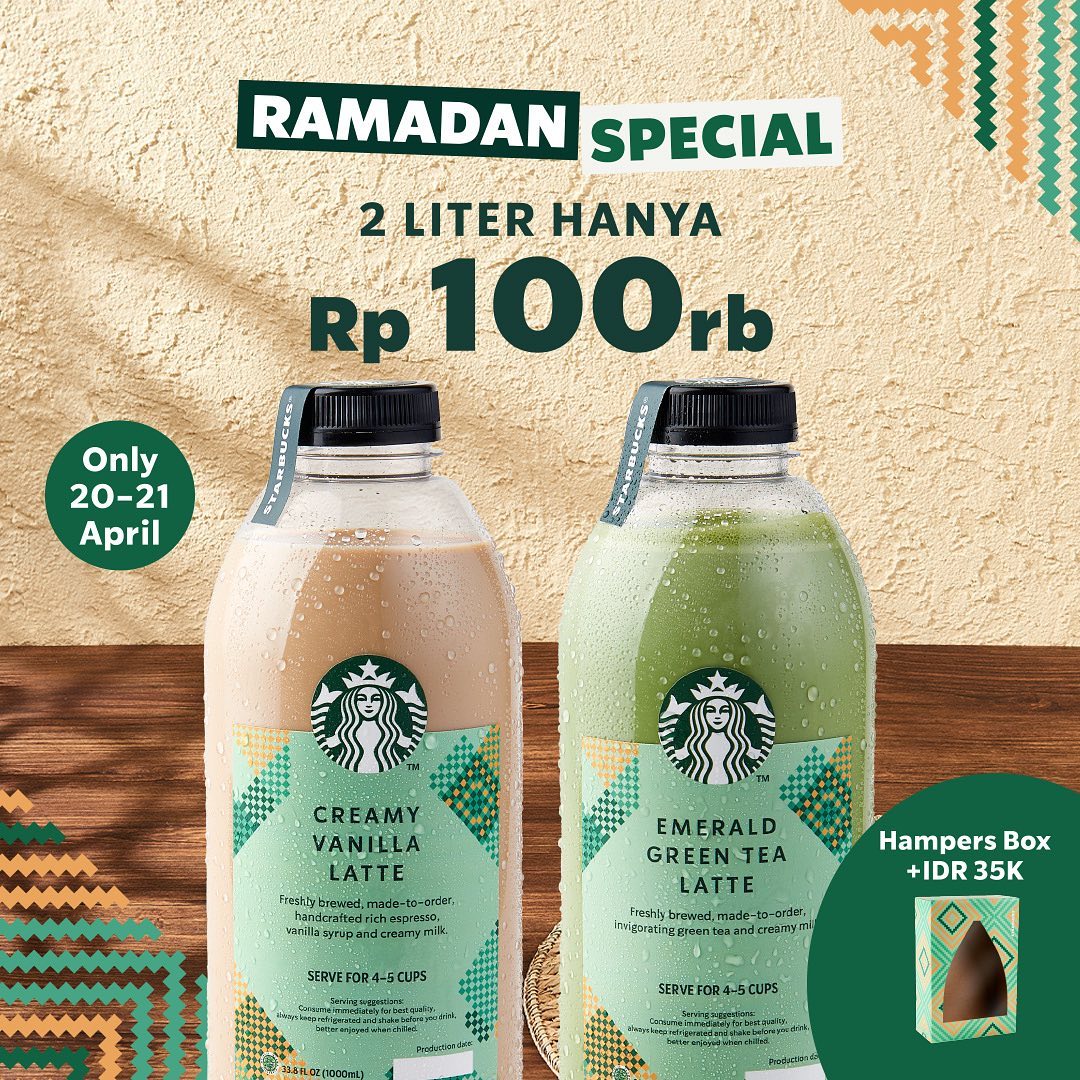 RAMADAN SPECIAL
2 LITER HANYA
Rp 100rb
Only
20–21
April
STARBUCKS®
STARBUCKS
CREAMY
VANILLA
LATTE
Freshly brewed, made-to-order,
handcrafted rich espresso,
vanilla syrup and creamy milk.
SERVE FOR 4–5 CUPS
Serving suggestions:
Consume immediately for best quality,
always keep refrigerated and shake before you drink,
better enjoyed when chilled.
Production date:
33.8 FL OZ (1000mL)
TM
EMERALD
GREEN TEA
LATTE
Freshly brewed, made-to-order,
invigorating green tea and creamy mil
SERVE FOR 4–5 CUPS
Serving suggestions:
Consume immediately for best quality,
always keep refrigerated and shake before you drink,
better enjoyed when chilled.
Production da
TM
Hampers Box
+IDR 35K